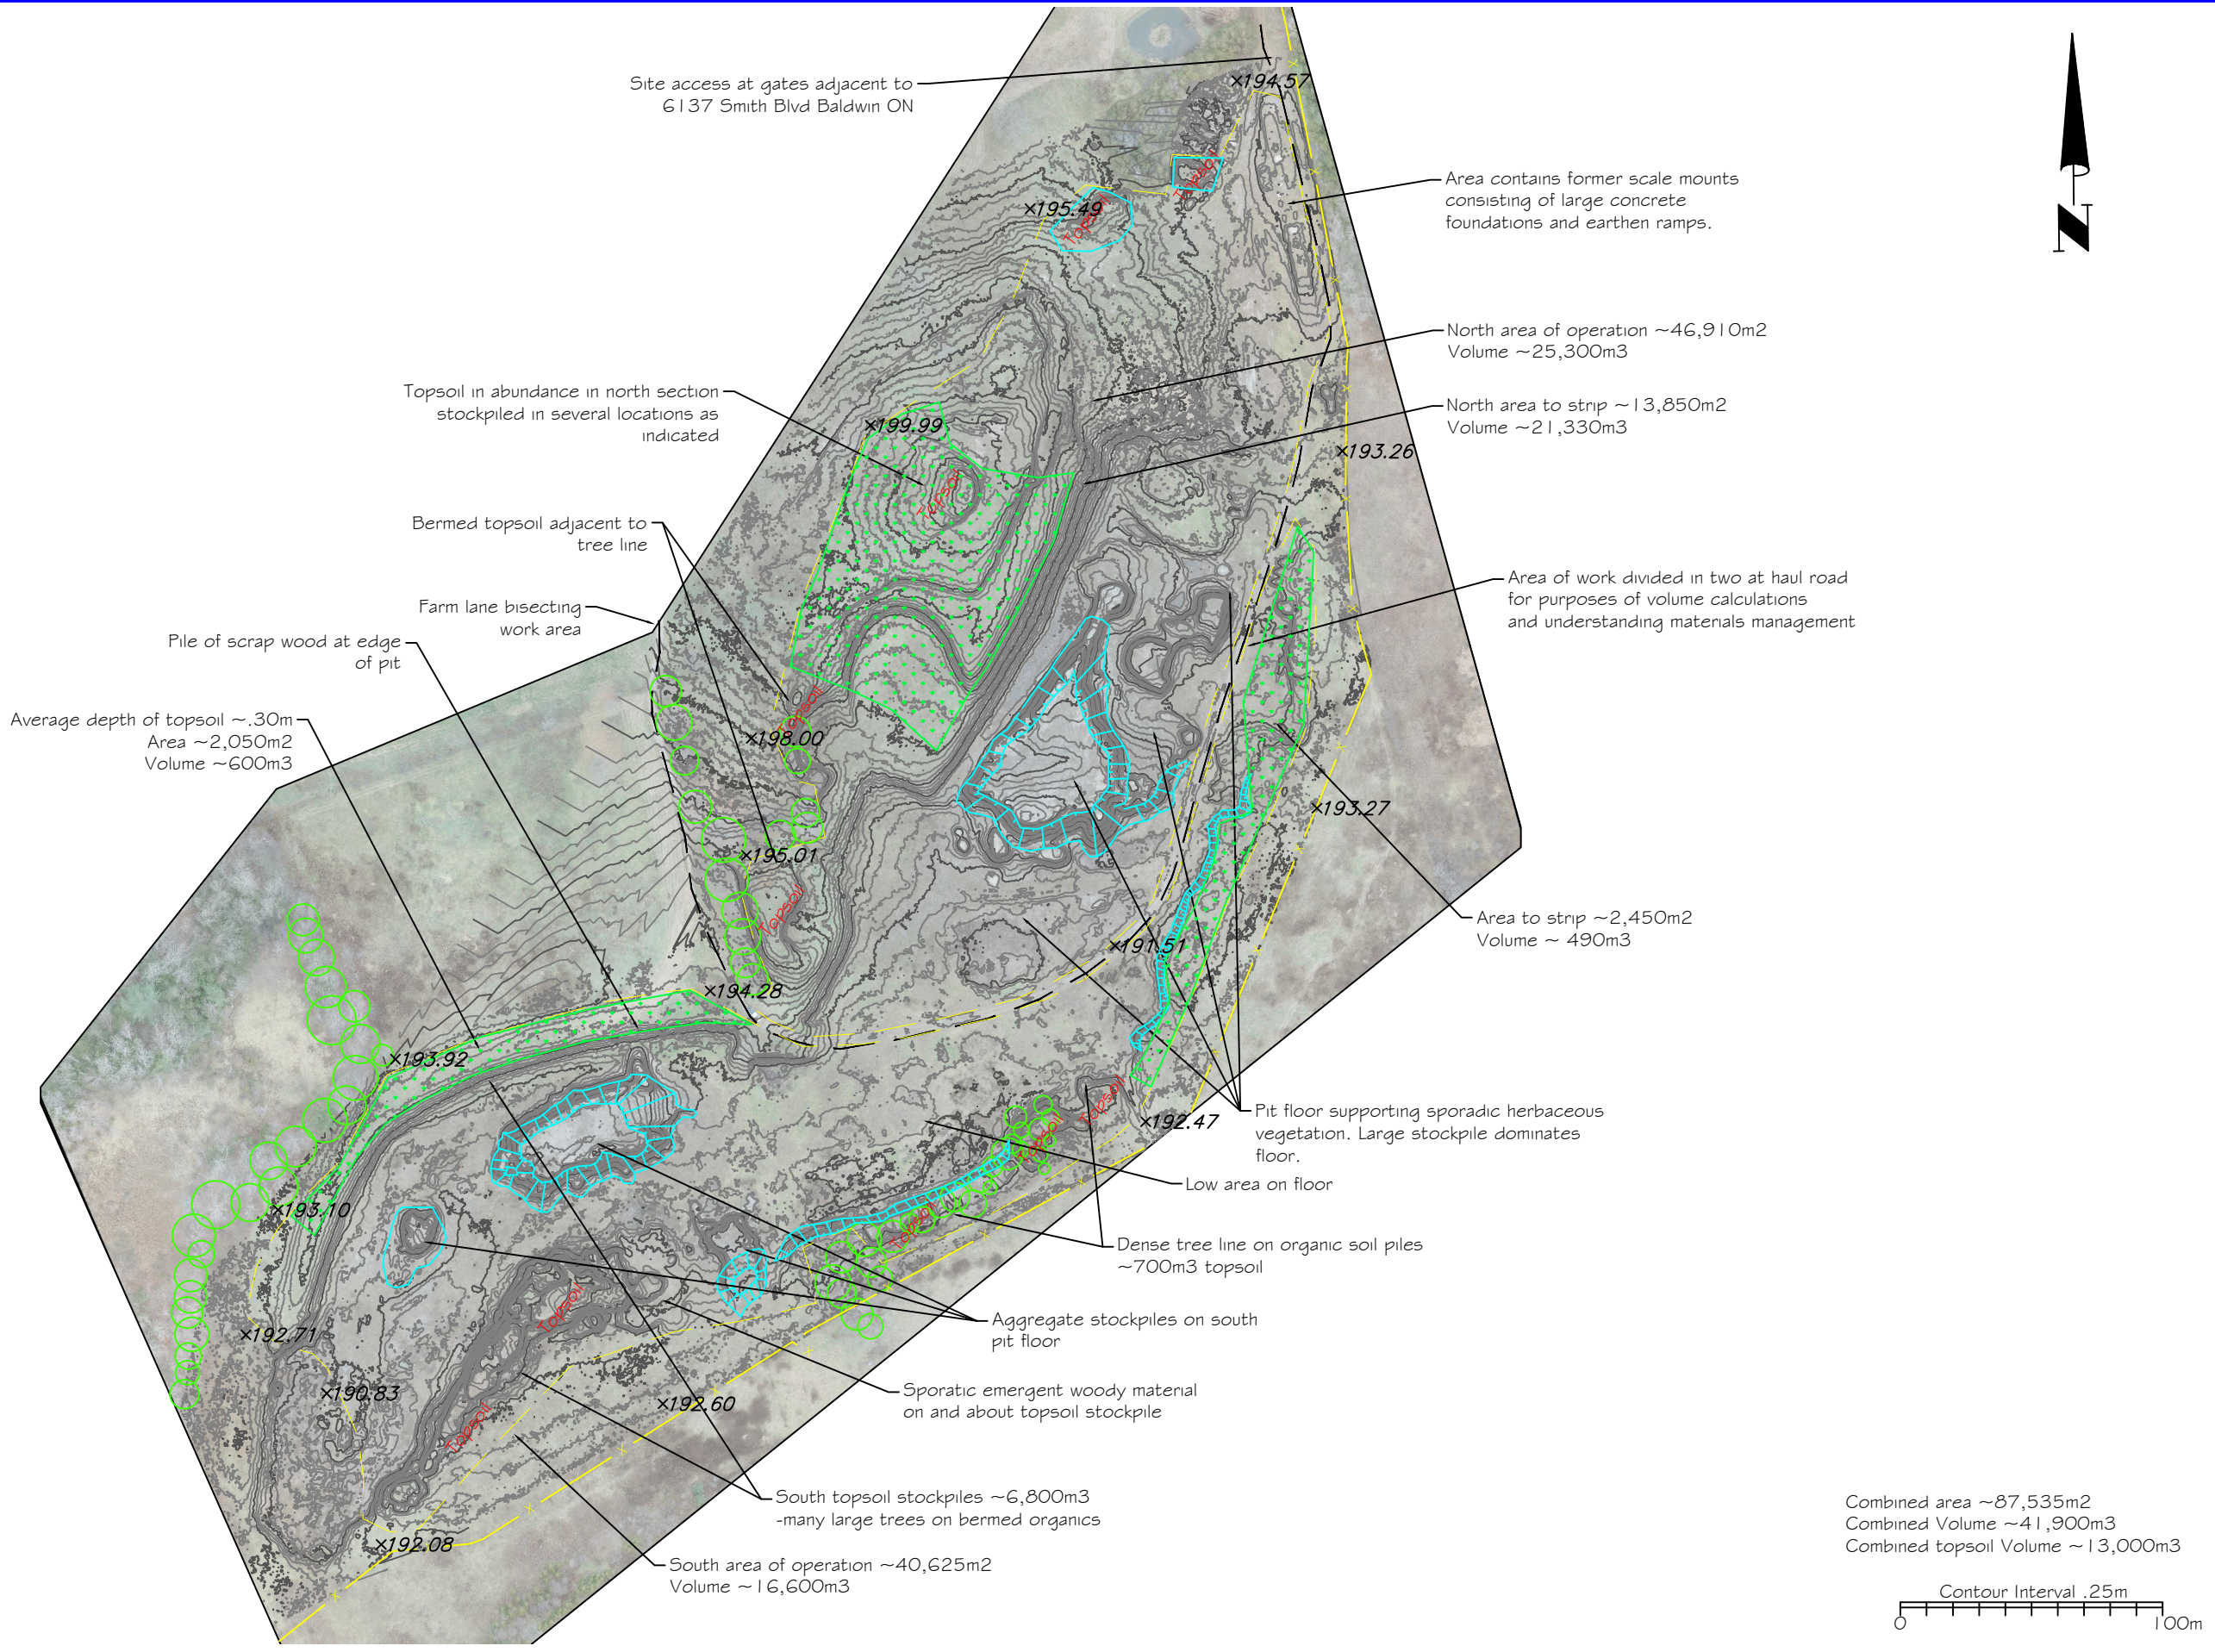 Site access at gates adjacent to
6137 Smith Blvd Baldwin ON
×194.57
N
Area contains former scale mounts
consisting of large concrete
foundations and earthen ramps.
Topsoil
×195.49
Topsoil
North area of operation ~46,910m2
Volume ~25,300m3
Topsoil in abundance in north section
stockpiled in several locations as
indicated
North area to strip ~13,850m2
Volume ~21,330m3
×199.99
×193.26
Topsoil
Bermed topsoil adjacent to
tree line
Farm lane bisecting
work area
Area of work divided in two at haul road
for purposes of volume calculations
and understanding materials management
Pile of scrap wood at edge
of pit
Topsoil
Average depth of topsoil ~.30m
Area ~2,050m2
Volume ~600m3
×198.00
×193.27
×195.01
Topsoil
Area to strip ~2,450m2
Volume ~ 490m3
×191.51
×194.28
×193.92
Topsoil
Topsoil
×192.47
Pit floor supporting sporadic herbaceous
vegetation. Large stockpile dominates
floor.
Low area on floor
×193.10
Topsoil
Dense tree line on organic soil piles
~700m3 topsoil
Topsoil
Aggregate stockpiles on south
pit floor
×192.71
×190.83
×192.60
Sporatic emergent woody material
on and about topsoil stockpile
Topsoil
South topsoil stockpiles ~6,800m3
-many large trees on bermed organics
×192.08
South area of operation ~40,625m2
Volume ~16,600m3
Combined area ~87,535m2
Combined Volume ~41,900m3
Combined topsoil Volume ~13,000m3
Contour Interval .25m
0 100m